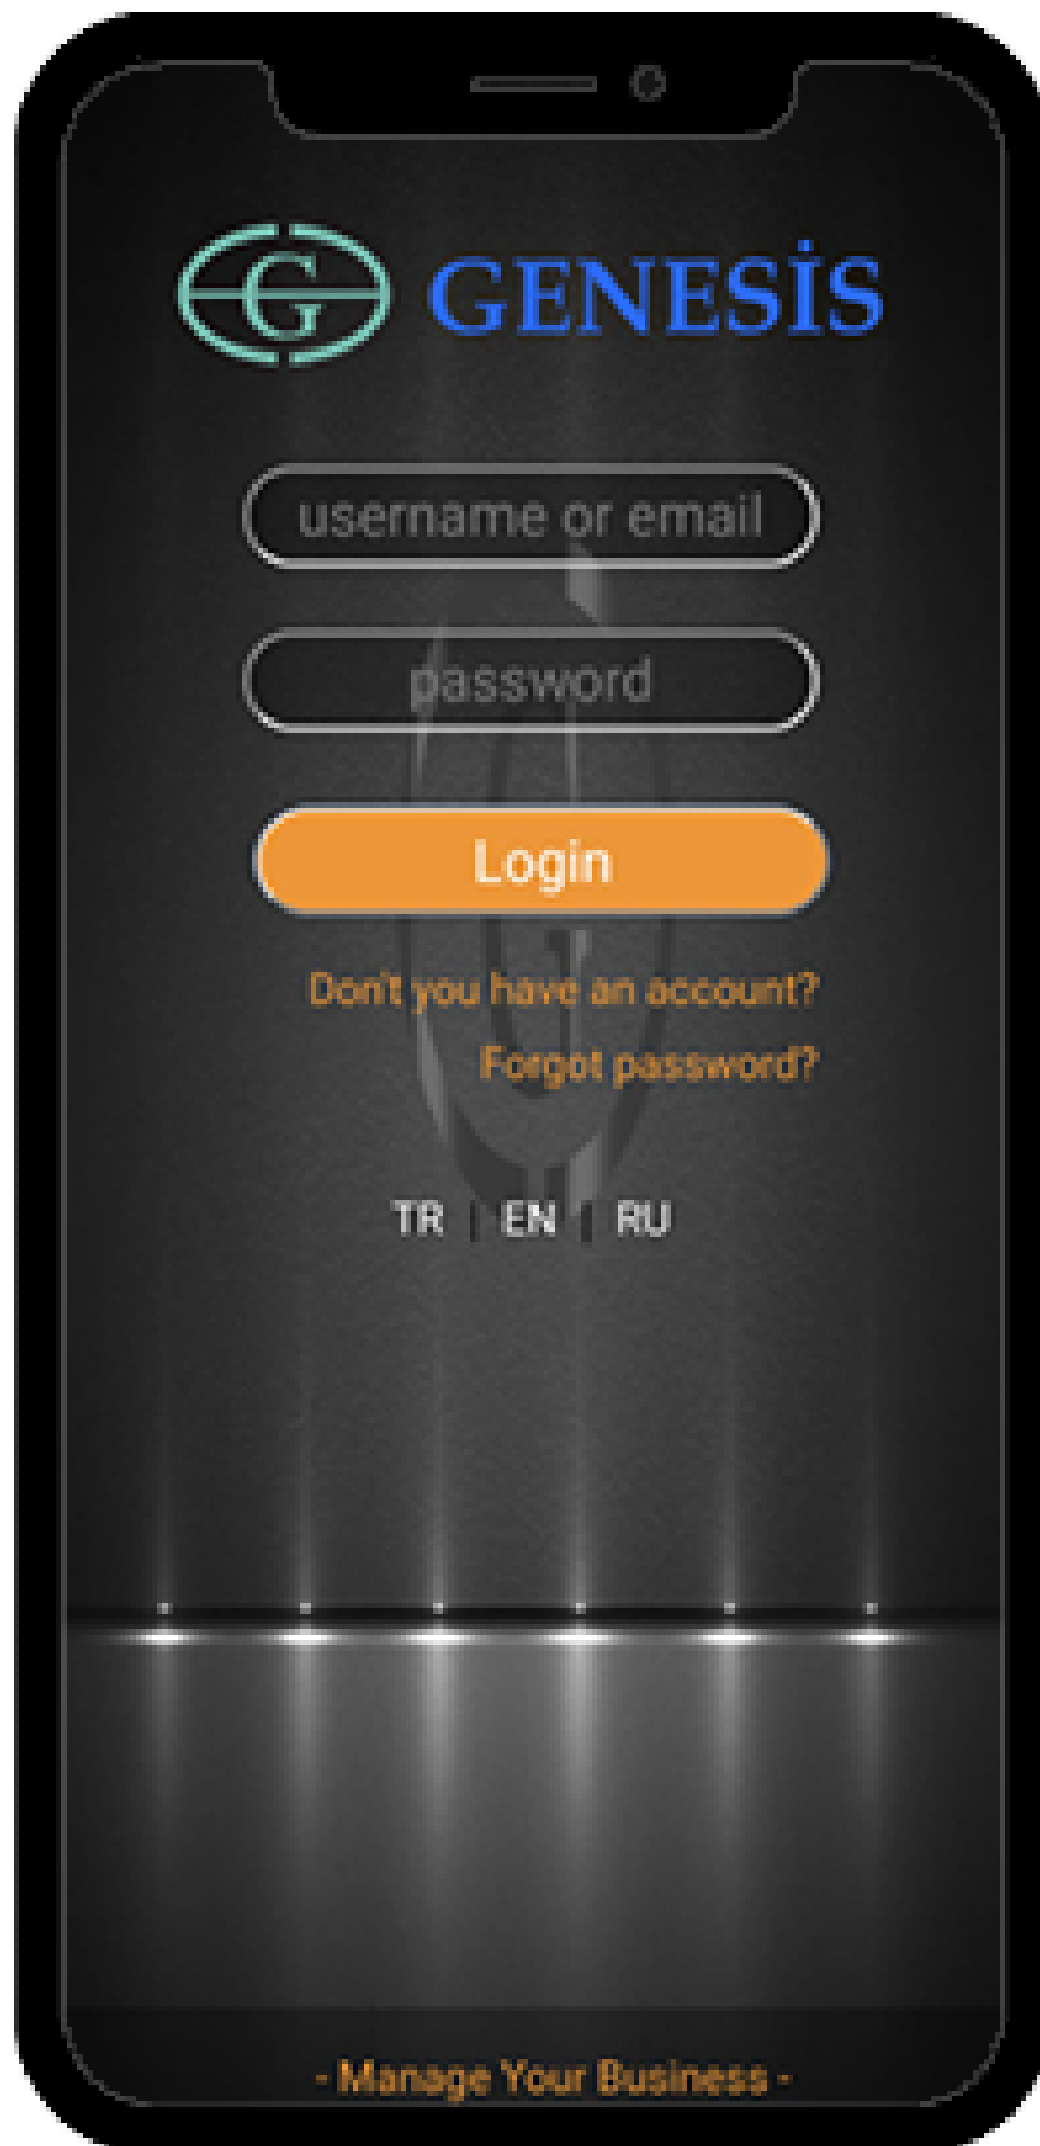 G GENESİS
username or email
password
Login
Don't you have an account?
Forgot password?
TR | EN | RU
- Manage Your Business -